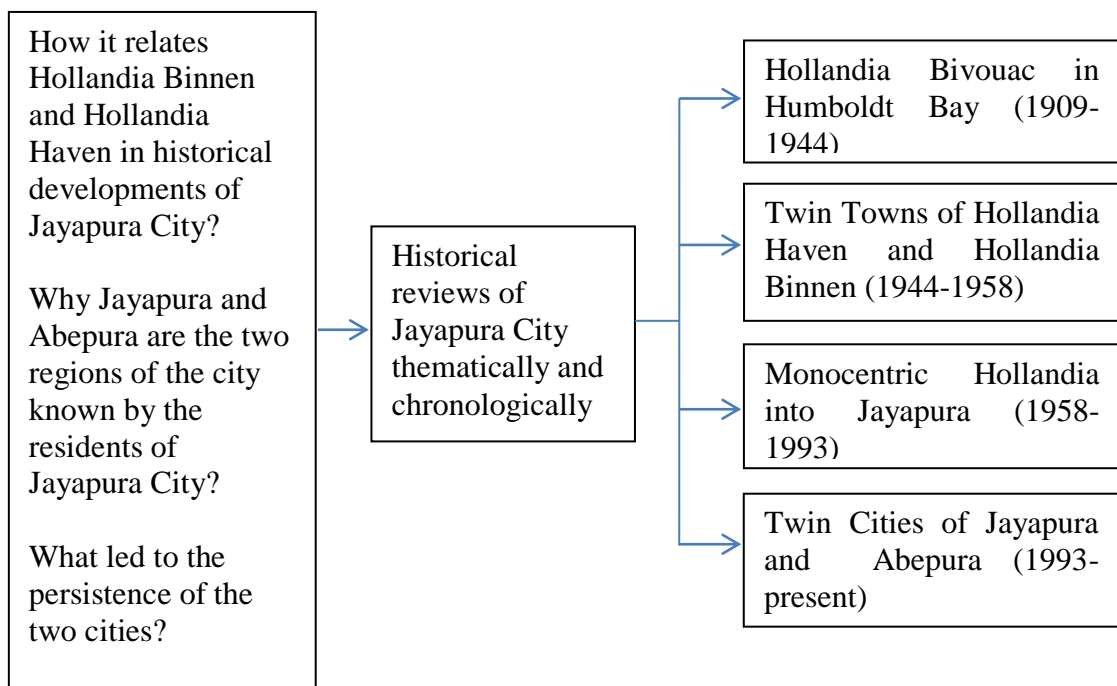 How it relates
Hollandia Binnen
and Hollandia
Haven in historical
developments of
Jayapura City?
Why Jayapura and
Abepura are the two
regions of the city
known by the
residents of
Jayapura City?
What led to the
persistence of the
two cities?
Historical
reviews of
Jayapura City
thematically and
chronologically
Hollandia Bivouac in
Humboldt Bay (1909-
1944)
Twin Towns of Hollandia
Haven and Hollandia
Binnen (1944-1958)
Monocentric Hollandia
into Jayapura (1958-
1993)
Twin Cities of Jayapura
and Abepura (1993-
present)